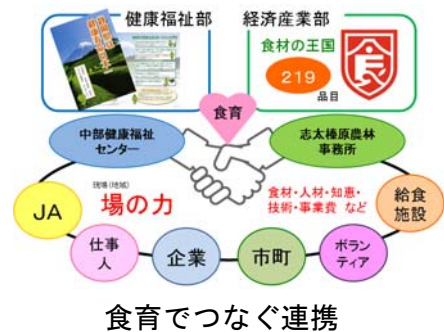 健康福祉部
経済産業部
食材の王国
219
品目
食育
中部健康福祉
センター
志太榛原農林
事務所
現場(地域)
場の力
食材・人材・知恵・
技術・事業費 など
JA
給食
施設
仕事
人
企業
市町
ボラン
ティア
食育でつなぐ連携